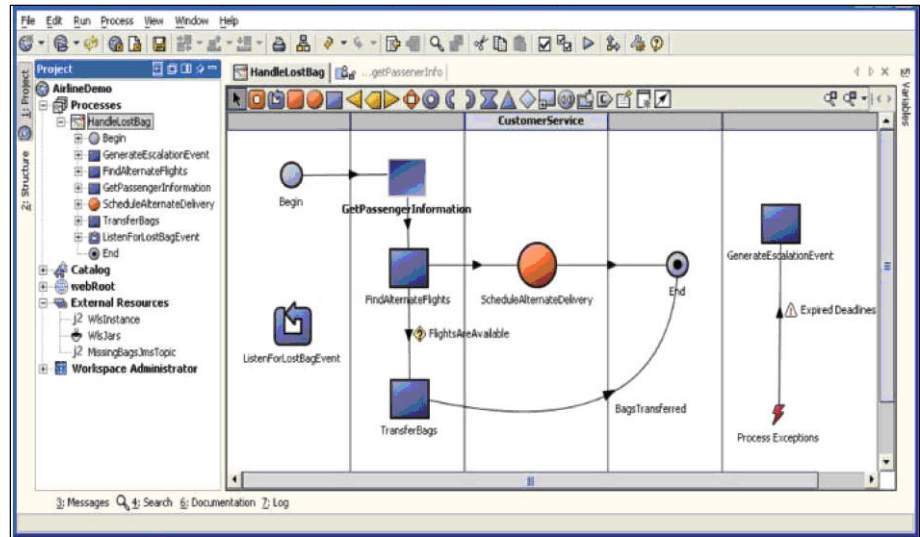 File Edit Run Process View Window Help
Project
HandleLostBag
...getPassenerInfo
1: Project
2: Structure
5: Variables
AirlineDemo
Processes
HandleLostBag
Begin
GenerateEscalationEvent
FindAlternateFlights
GetPassengerInformation
ScheduleAlternateDelivery
TransferBags
ListenForLostBagEvent
End
Catalog
webRoot
External Resources
J2 WlsInstance
WlsJars
J2 MissingBagsJmsTopic
Workspace Administrator
CustomerService
Begin
GetPassengerInformation
FindAlternateFlights
ScheduleAlternateDelivery
End
GenerateEscalationEvent
FlightsAreAvailable
Expired Deadlines
ListenForLostBagEvent
TransferBags
BagsTransferred
Process Exceptions
3: Messages 4: Search 6: Documentation 7: Log